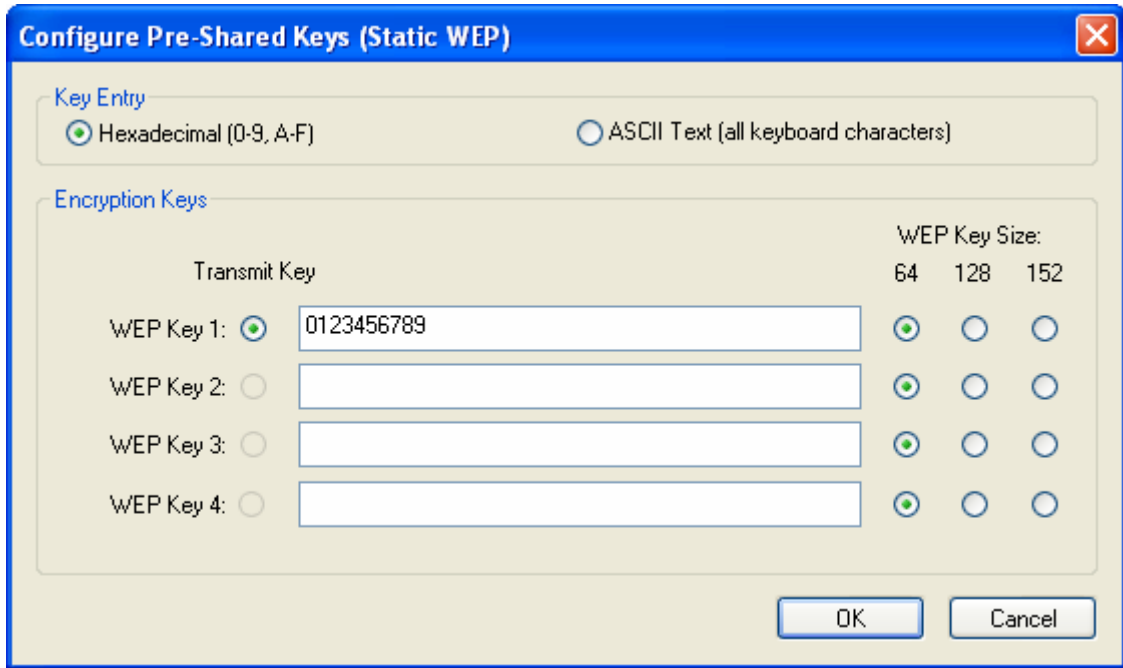 Configure Pre-Shared Keys (Static WEP)
Key Entry
Hexadecimal (0-9, A-F) ASCII Text (all keyboard characters)
Encryption Keys
WEP Key Size:
Transmit Key 64 128 152
WEP Key 1: 0123456789
WEP Key 2:
WEP Key 3:
WEP Key 4:
OK Cancel